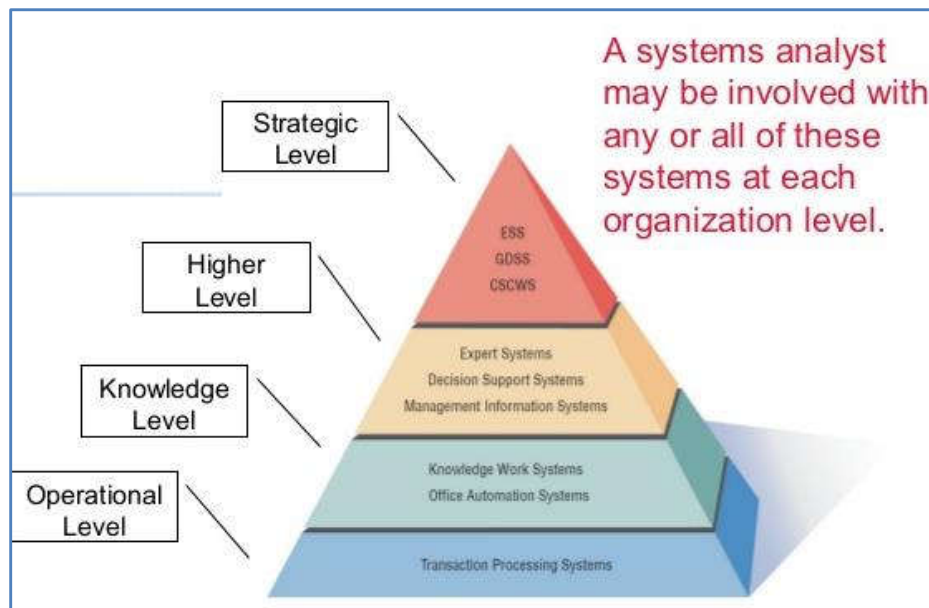 A systems analyst
may be involved with
any or all of these
systems at each
organization level.
Strategic
Level
ESS
GDSS
CSCWS
Higher
Level
Expert Systems
Decision Support Systems
Management Information Systems
Knowledge
Level
Knowledge Work Systems
Office Automation Systems
Operational
Level
Transaction Processing Systems